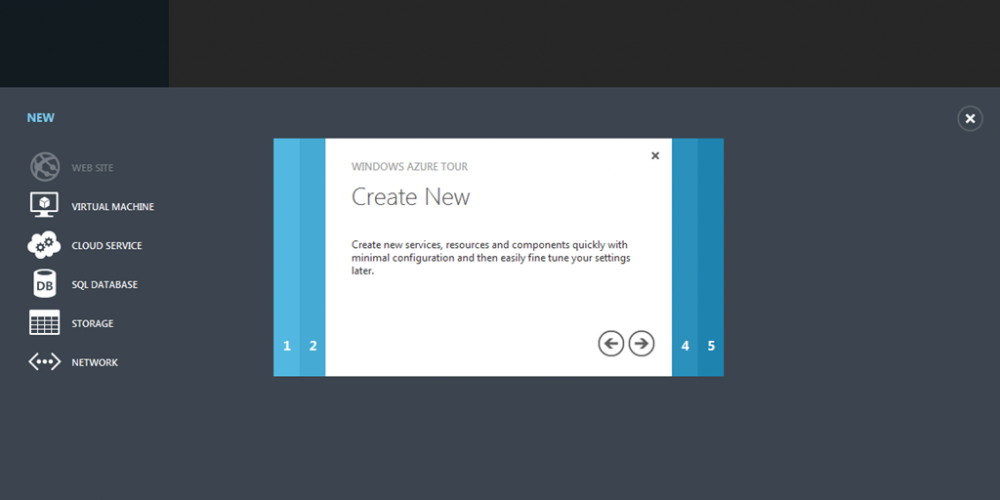 NEW
WEB SITE
VIRTUAL MACHINE
CLOUD SERVICE
DB
SQL DATABASE
STORAGE
NETWORK
WINDOWS AZURE TOUR
Create New
Create new services, resources and components quickly with
minimal configuration and then easily fine tune your settings
later.
1
2
4
5